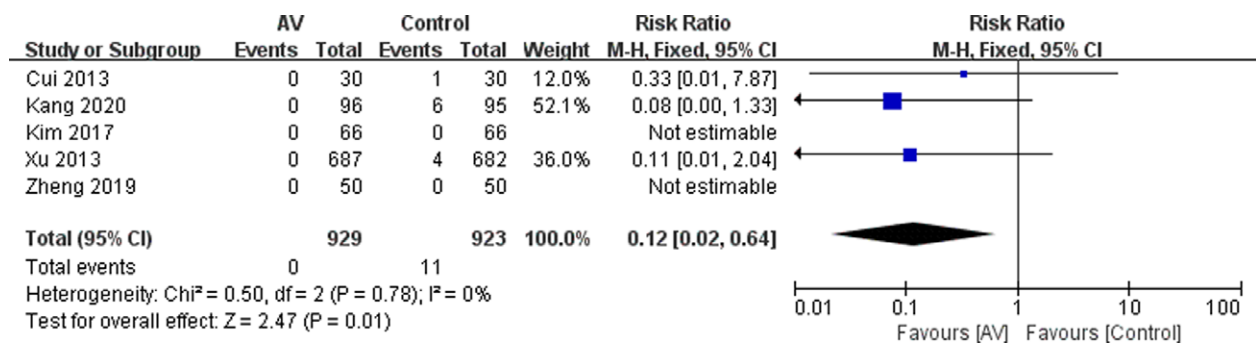 AV Control Risk Ratio Risk Ratio
Study or Subgroup Events Total Events Total Weight M-H, Fixed, 95% CI M-H, Fixed, 95% CI
Cui 2013 0 30 1 30 12.0% 0.33 [0.01, 7.87]
Kang 2020 0 96 6 95 52.1% 0.08 [0.00, 1.33]
Kim 2017 0 66 0 66 Not estimable
Xu 2013 0 687 4 682 36.0% 0.11 [0.01, 2.04]
Zheng 2019 0 50 0 50 Not estimable
Total (95% CI) 929 923 100.0% 0.12 [0.02, 0.64]
Total events 0 11
Heterogeneity: Chi² = 0.50, df = 2 (P = 0.78); I² = 0%
Test for overall effect: Z = 2.47 (P = 0.01)
0.01 0.1 1 10 100
Favours [AV] Favours [Control]